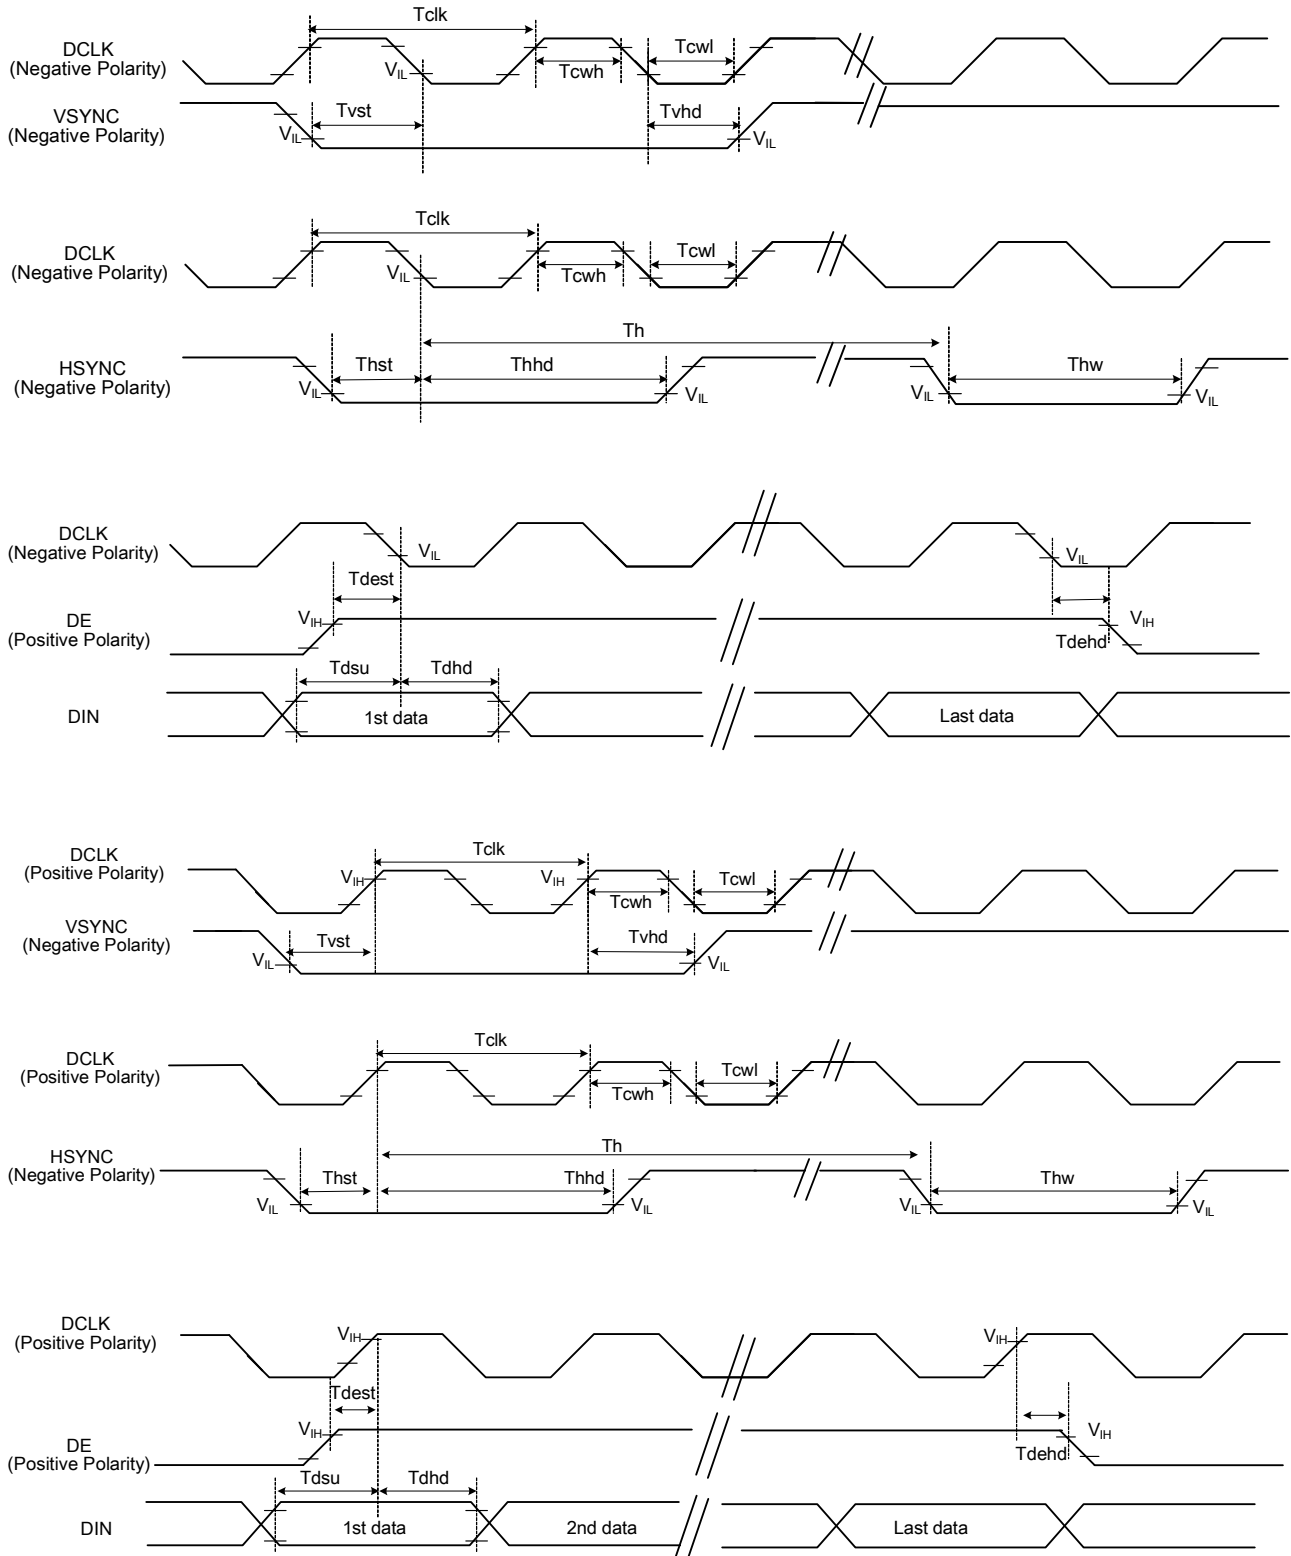 Tclk
DCLK
(Negative Polarity)
VIL
Tcwh
Tcwl
VSYNC
(Negative Polarity)
Tvst
Tvhd
VIL
VIL
Tclk
DCLK
(Negative Polarity)
VIL
Tcwh
Tcwl
Th
HSYNC
(Negative Polarity)
Thst
Thhd
Thw
VIL
VIL
VIL
VIL
DCLK
(Negative Polarity)
VIL
VIL
Tdest
DE
(Positive Polarity)
VIH
VIH
Tdehd
Tdsu
Tdhd
DIN
1st data
Last data
DCLK
(Positive Polarity)
Tclk
VIH
VIH
Tcwh
Tcwl
VSYNC
(Negative Polarity)
Tvst
Tvhd
VIL
VIL
Tclk
DCLK
(Positive Polarity)
Tcwh
Tcwl
Th
HSYNC
(Negative Polarity)
Thst
Thhd
Thw
VIL
VIL
VIL
VIL
DCLK
(Positive Polarity)
VIH
VIH
Tdest
DE
(Positive Polarity)
VIH
VIH
Tdehd
Tdsu
Tdhd
DIN
1st data
2nd data
Last data